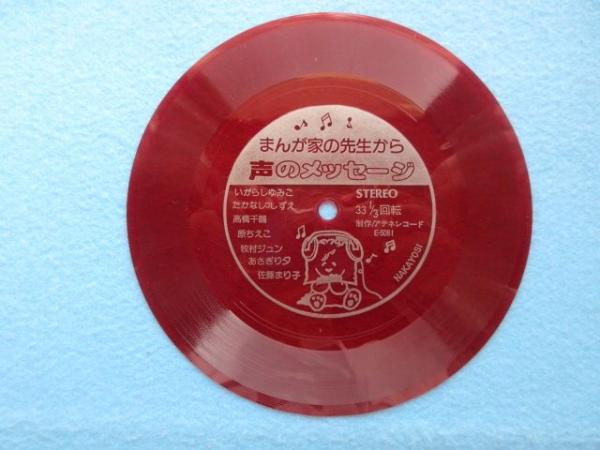 まんが家の先生から
声のメッセージ
いがらしゆみこ
たかなし♡しずえ
高橋千鶴
原ちえこ
牧村ジュン
あさぎり夕
佐藤まり子
STEREO
33 1/3回転
制作/アテネレコード
E-5081
NAKAYOSI